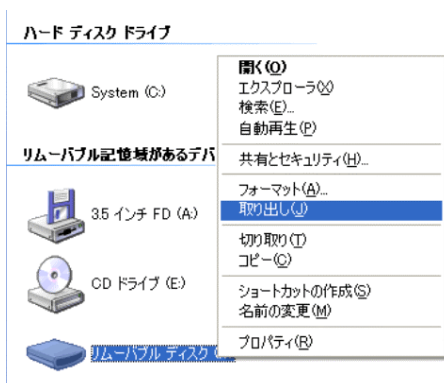 ハード ディスク ドライブ
System (C:)
リムーバブル記憶域があるデバ
3.5 インチ FD (A:)
CD ドライブ (E:)
リムーバブル ディスク (
開く(O)
エクスプローラ(X)
検索(E)...
自動再生(P)
共有とセキュリティ(H)...
フォーマット(A)...
取り出し(J)
切り取り(T)
コピー(C)
ショートカットの作成(S)
名前の変更(M)
プロパティ(R)